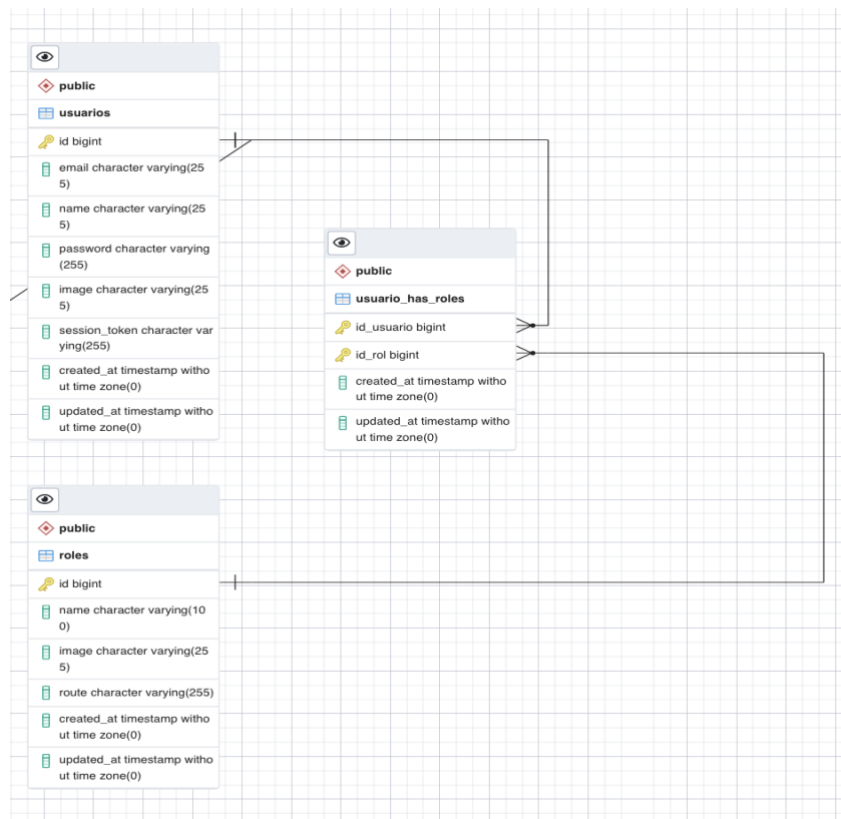 public
usuarios
id bigint
email character varying(25
5)
name character varying(25
5)
password character varying
(255)
image character varying(25
5)
session_token character var
ying(255)
created_at timestamp witho
ut time zone(0)
updated_at timestamp witho
ut time zone(0)
public
usuario_has_roles
id_usuario bigint
id_rol bigint
created_at timestamp witho
ut time zone(0)
updated_at timestamp witho
ut time zone(0)
public
roles
id bigint
name character varying(10
0)
image character varying(25
5)
route character varying(255)
created_at timestamp witho
ut time zone(0)
updated_at timestamp witho
ut time zone(0)